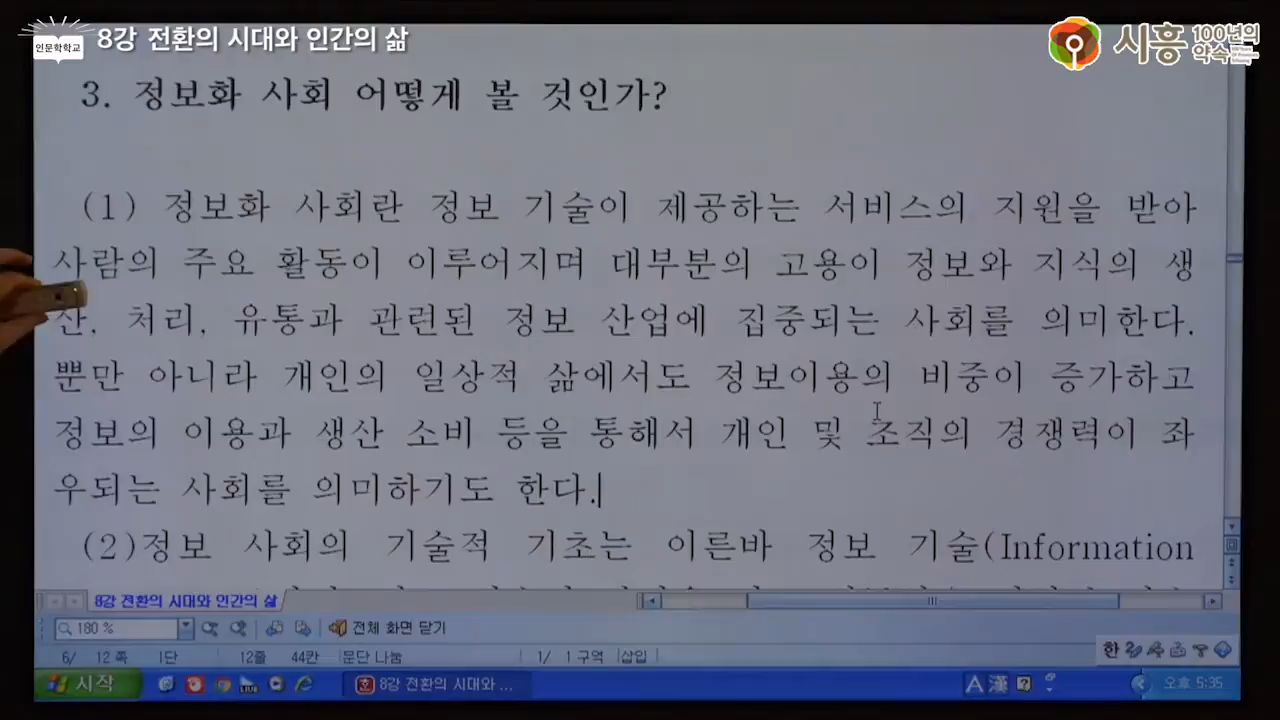 인문학학교
8강 전환의 시대와 인간의 삶
시흥 100년의 약속
3. 정보화 사회 어떻게 볼 것인가?
(1) 정보화 사회란 정보 기술이 제공하는 서비스의 지원을 받아
사람의 주요 활동이 이루어지며 대부분의 고용이 정보와 지식의 생
산, 처리, 유통과 관련된 정보 산업에 집중되는 사회를 의미한다.
뿐만 아니라 개인의 일상적 삶에서도 정보이용의 비중이 증가하고
정보의 이용과 생산 소비 등을 통해서 개인 및 조직의 경쟁력이 좌
우되는 사회를 의미하기도 한다.
(2)정보 사회의 기술적 기초는 이른바 정보 기술(Information
8강 전환의 시대와 인간의 삶
180 %
전체 화면 닫기
6/ 12 쪽 1단 12줄 44칸 문단 나눔 1/ 1 구역 삽입
한
시작
8강 전환의 시대와 ...
A 漢
오후 5:35